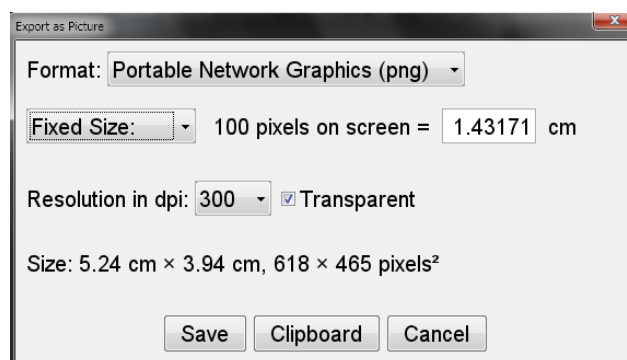 Export as Picture
Format: Portable Network Graphics (png)
Fixed Size: 100 pixels on screen = 1.43171 cm
Resolution in dpi: 300 Transparent
Size: 5.24 cm × 3.94 cm, 618 × 465 pixels²
Save Clipboard Cancel